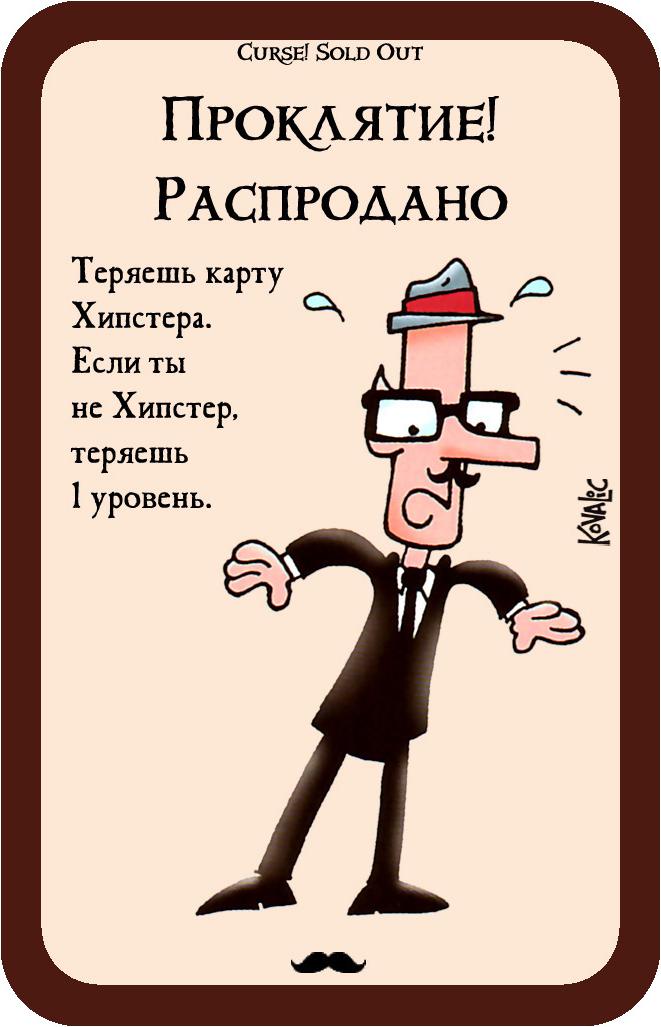 Curse! Sold Out
Проклятие!
Распродано
Теряешь карту
Хипстера.
Если ты
не Хипстер,
теряешь
1 уровень.
KOVALIC